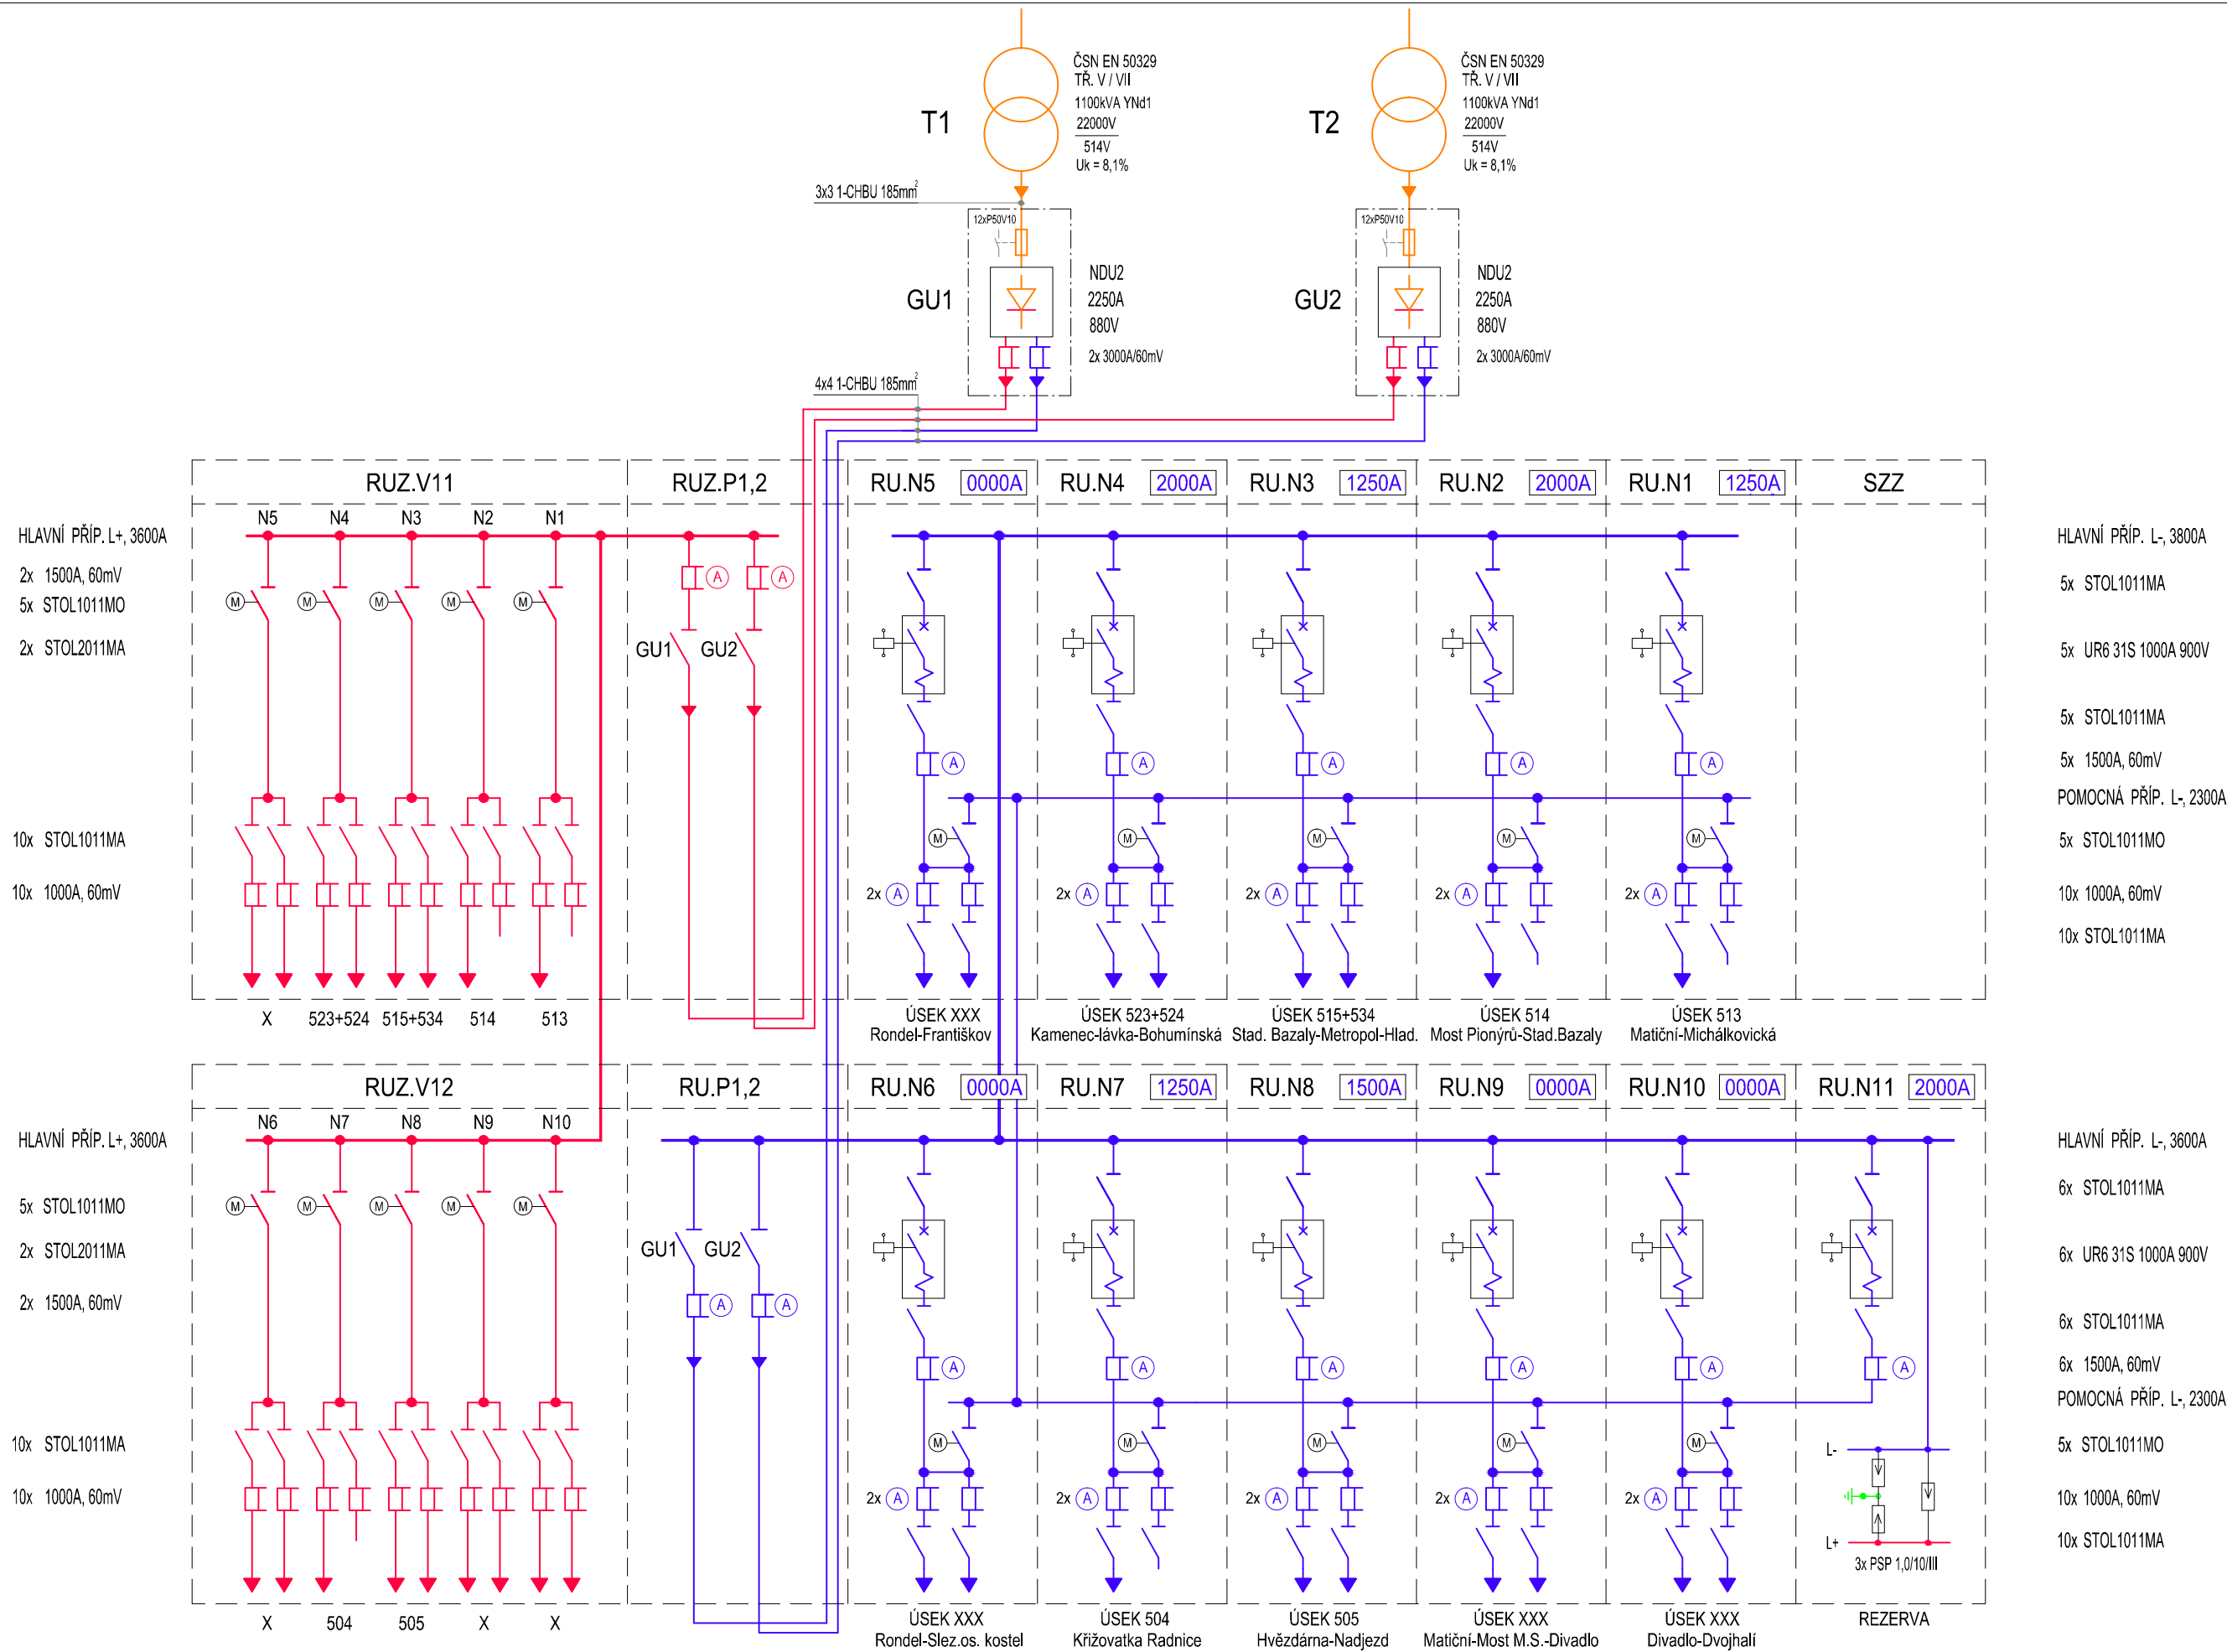 T1
ČSN EN 50329
TŘ. V / VII
1100kVA YNd1
22000V
514V
Uk = 8,1%
T2
ČSN EN 50329
TŘ. V / VII
1100kVA YNd1
22000V
514V
Uk = 8,1%
3x3 1-CHBU 185mm²
12xP50V10
GU1
NDU2
2250A
880V
2x 3000A/60mV
12xP50V10
GU2
NDU2
2250A
880V
2x 3000A/60mV
4x4 1-CHBU 185mm²
RUZ.V11
RUZ.P1,2
RU.N5 0000A
RU.N4 2000A
RU.N3 1250A
RU.N2 2000A
RU.N1 1250A
SZZ
N5 N4 N3 N2 N1
HLAVNÍ PŘÍP. L+, 3600A
2x 1500A, 60mV
5x STOL1011MO
2x STOL2011MA
10x STOL1011MA
10x 1000A, 60mV
M M M M M
A A
GU1 GU2
A A A A A
M M M M M
2x A 2x A 2x A 2x A 2x A
HLAVNÍ PŘÍP. L-, 3800A
5x STOL1011MA
5x UR6 31S 1000A 900V
5x STOL1011MA
5x 1500A, 60mV
POMOCNÁ PŘÍP. L-, 2300A
5x STOL1011MO
10x 1000A, 60mV
10x STOL1011MA
X 523+524 515+534 514 513
ÚSEK XXX
Rondel-Františkov
ÚSEK 523+524
Kamenec-lávka-Bohumínská
ÚSEK 515+534
Stad. Bazaly-Metropol-Hlad.
ÚSEK 514
Most Pionýrů-Stad.Bazaly
ÚSEK 513
Matiční-Michálkovická
RUZ.V12
RU.P1,2
RU.N6 0000A
RU.N7 1250A
RU.N8 1500A
RU.N9 0000A
RU.N10 0000A
RU.N11 2000A
N6 N7 N8 N9 N10
HLAVNÍ PŘÍP. L+, 3600A
5x STOL1011MO
2x STOL2011MA
2x 1500A, 60mV
10x STOL1011MA
10x 1000A, 60mV
M M M M M
GU1 GU2
A A
A A A A A A
M M M M M
2x A 2x A 2x A 2x A 2x A
L-
L+
3x PSP 1,0/10/III
HLAVNÍ PŘÍP. L-, 3600A
6x STOL1011MA
6x UR6 31S 1000A 900V
6x STOL1011MA
6x 1500A, 60mV
POMOCNÁ PŘÍP. L-, 2300A
5x STOL1011MO
10x 1000A, 60mV
10x STOL1011MA
X 504 505 X X
ÚSEK XXX
Rondel-Slez.os. kostel
ÚSEK 504
Křižovatka Radnice
ÚSEK 505
Hvězdárna-Nadjezd
ÚSEK XXX
Matiční-Most M.S.-Divadlo
ÚSEK XXX
Divadlo-Dvojhalí
REZERVA